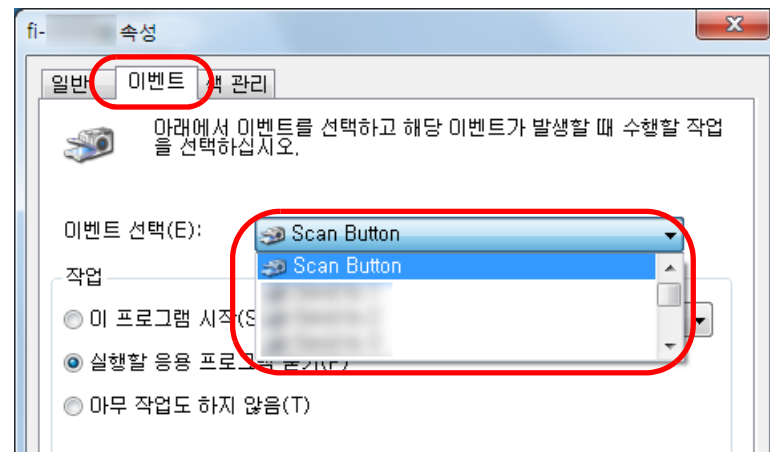 fi- 속성
일반 이벤트 색 관리
아래에서 이벤트를 선택하고 해당 이벤트가 발생할 때 수행할 작업
을 선택하십시오.
이벤트 선택(E): Scan Button
Scan Button
작업
이 프로그램 시작(S
실행할 응용 프로그램 묻기(P)
아무 작업도 하지 않음(T)